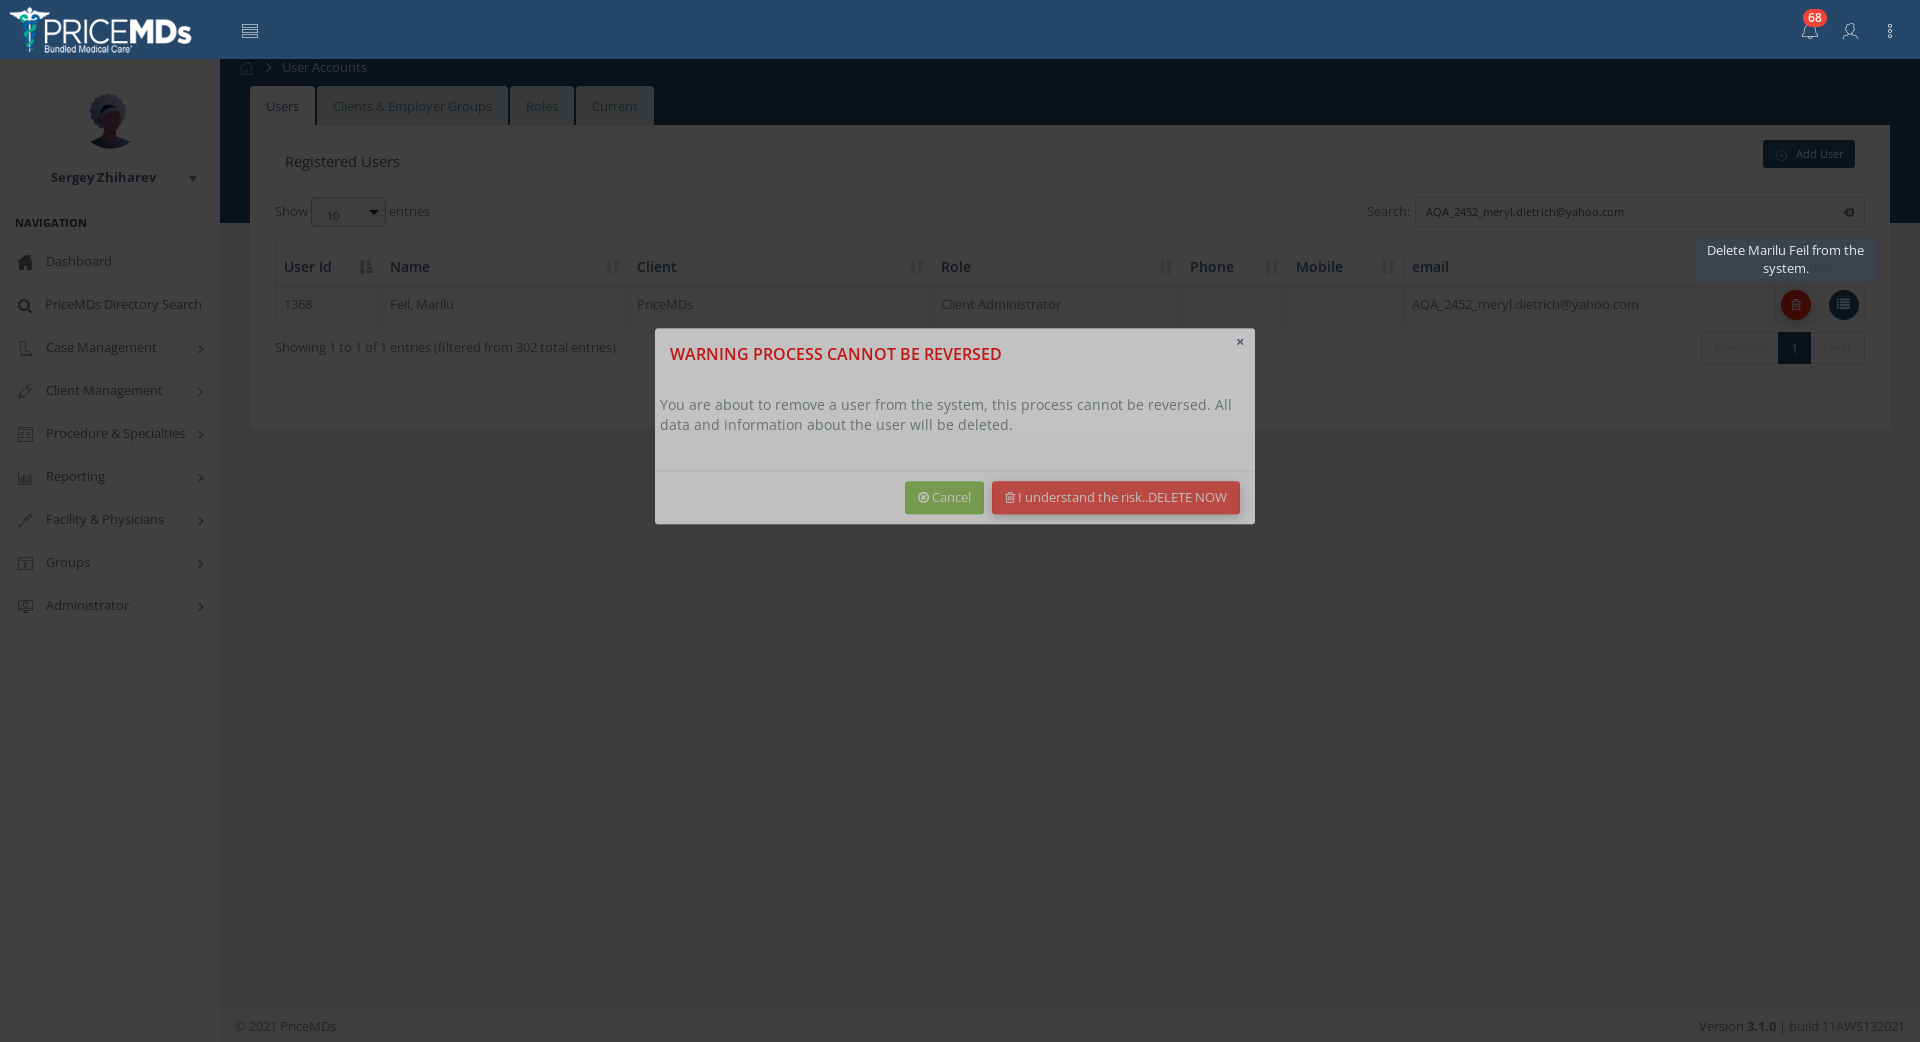 PRICEMDs
Bundled Medical Care
68
User Accounts
Users
Clients & Employer Groups
Roles
Current
Registered Users
Add User
Sergey Zhiharev
NAVIGATION
Dashboard
PriceMDs Directory Search
Case Management
Client Management
Procedure & Specialties
Reporting
Facility & Physicians
Groups
Administrator
Show 10 entries
Search: AQA_2452_meryl.dietrich@yahoo.com
Delete Marilu Feil from the
system.
User Id Name Client Role Phone Mobile email
1368 Feil, Marilu PriceMDs Client Administrator AQA_2452_meryl.dietrich@yahoo.com
Showing 1 to 1 of 1 entries (filtered from 302 total entries)
Previous 1 Next
×
WARNING PROCESS CANNOT BE REVERSED
You are about to remove a user from the system, this process cannot be reversed. All
data and information about the user will be deleted.
Cancel
I understand the risk..DELETE NOW
© 2021 PriceMDs
Version 3.1.0 | build 11AWS132021